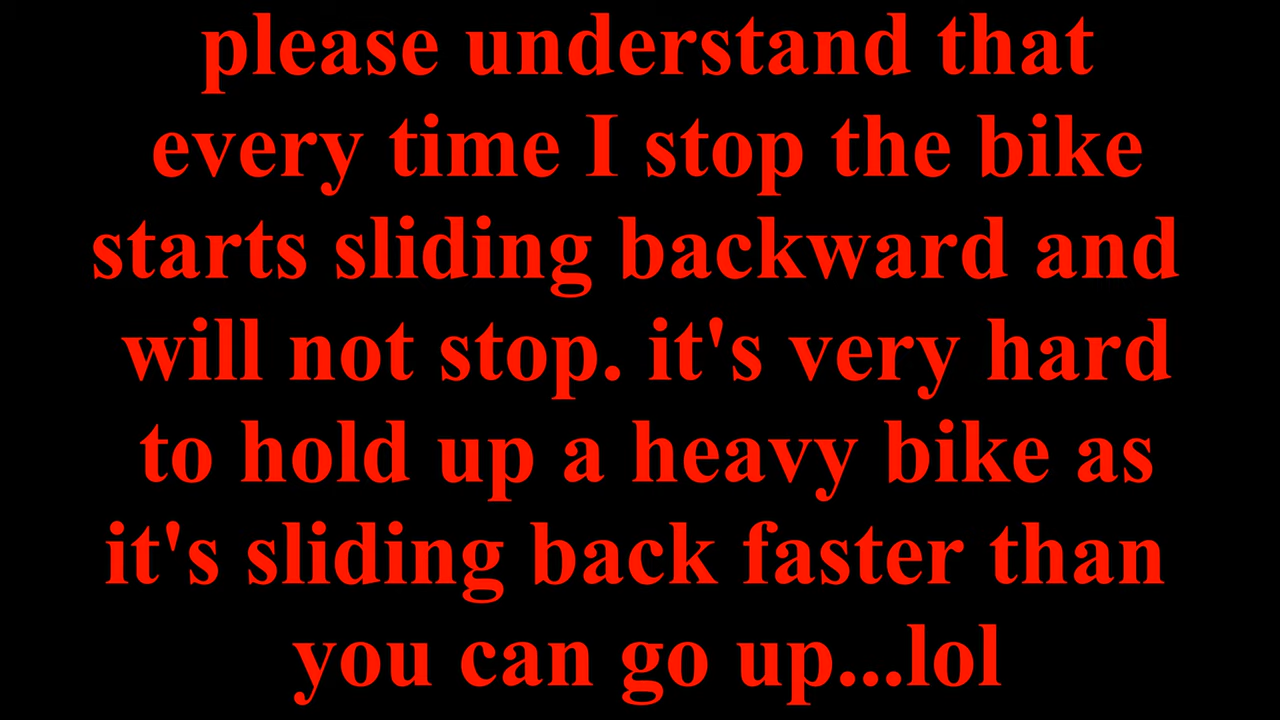 please understand that
every time I stop the bike
starts sliding backward and
will not stop. it's very hard
to hold up a heavy bike as
it's sliding back faster than
you can go up...lol